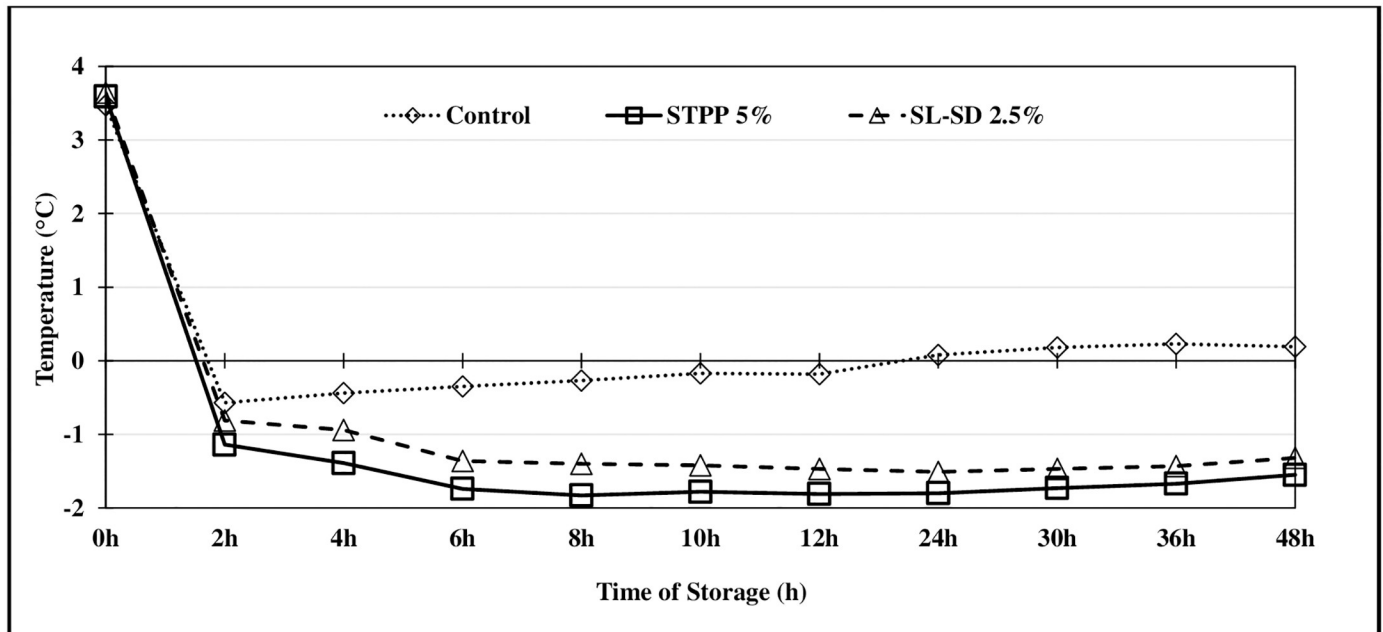 4
3
2
1
0
-1
-2
Temperature (°C)
Control STPP 5% SL-SD 2.5%
0h 2h 4h 6h 8h 10h 12h 24h 30h 36h 48h
Time of Storage (h)